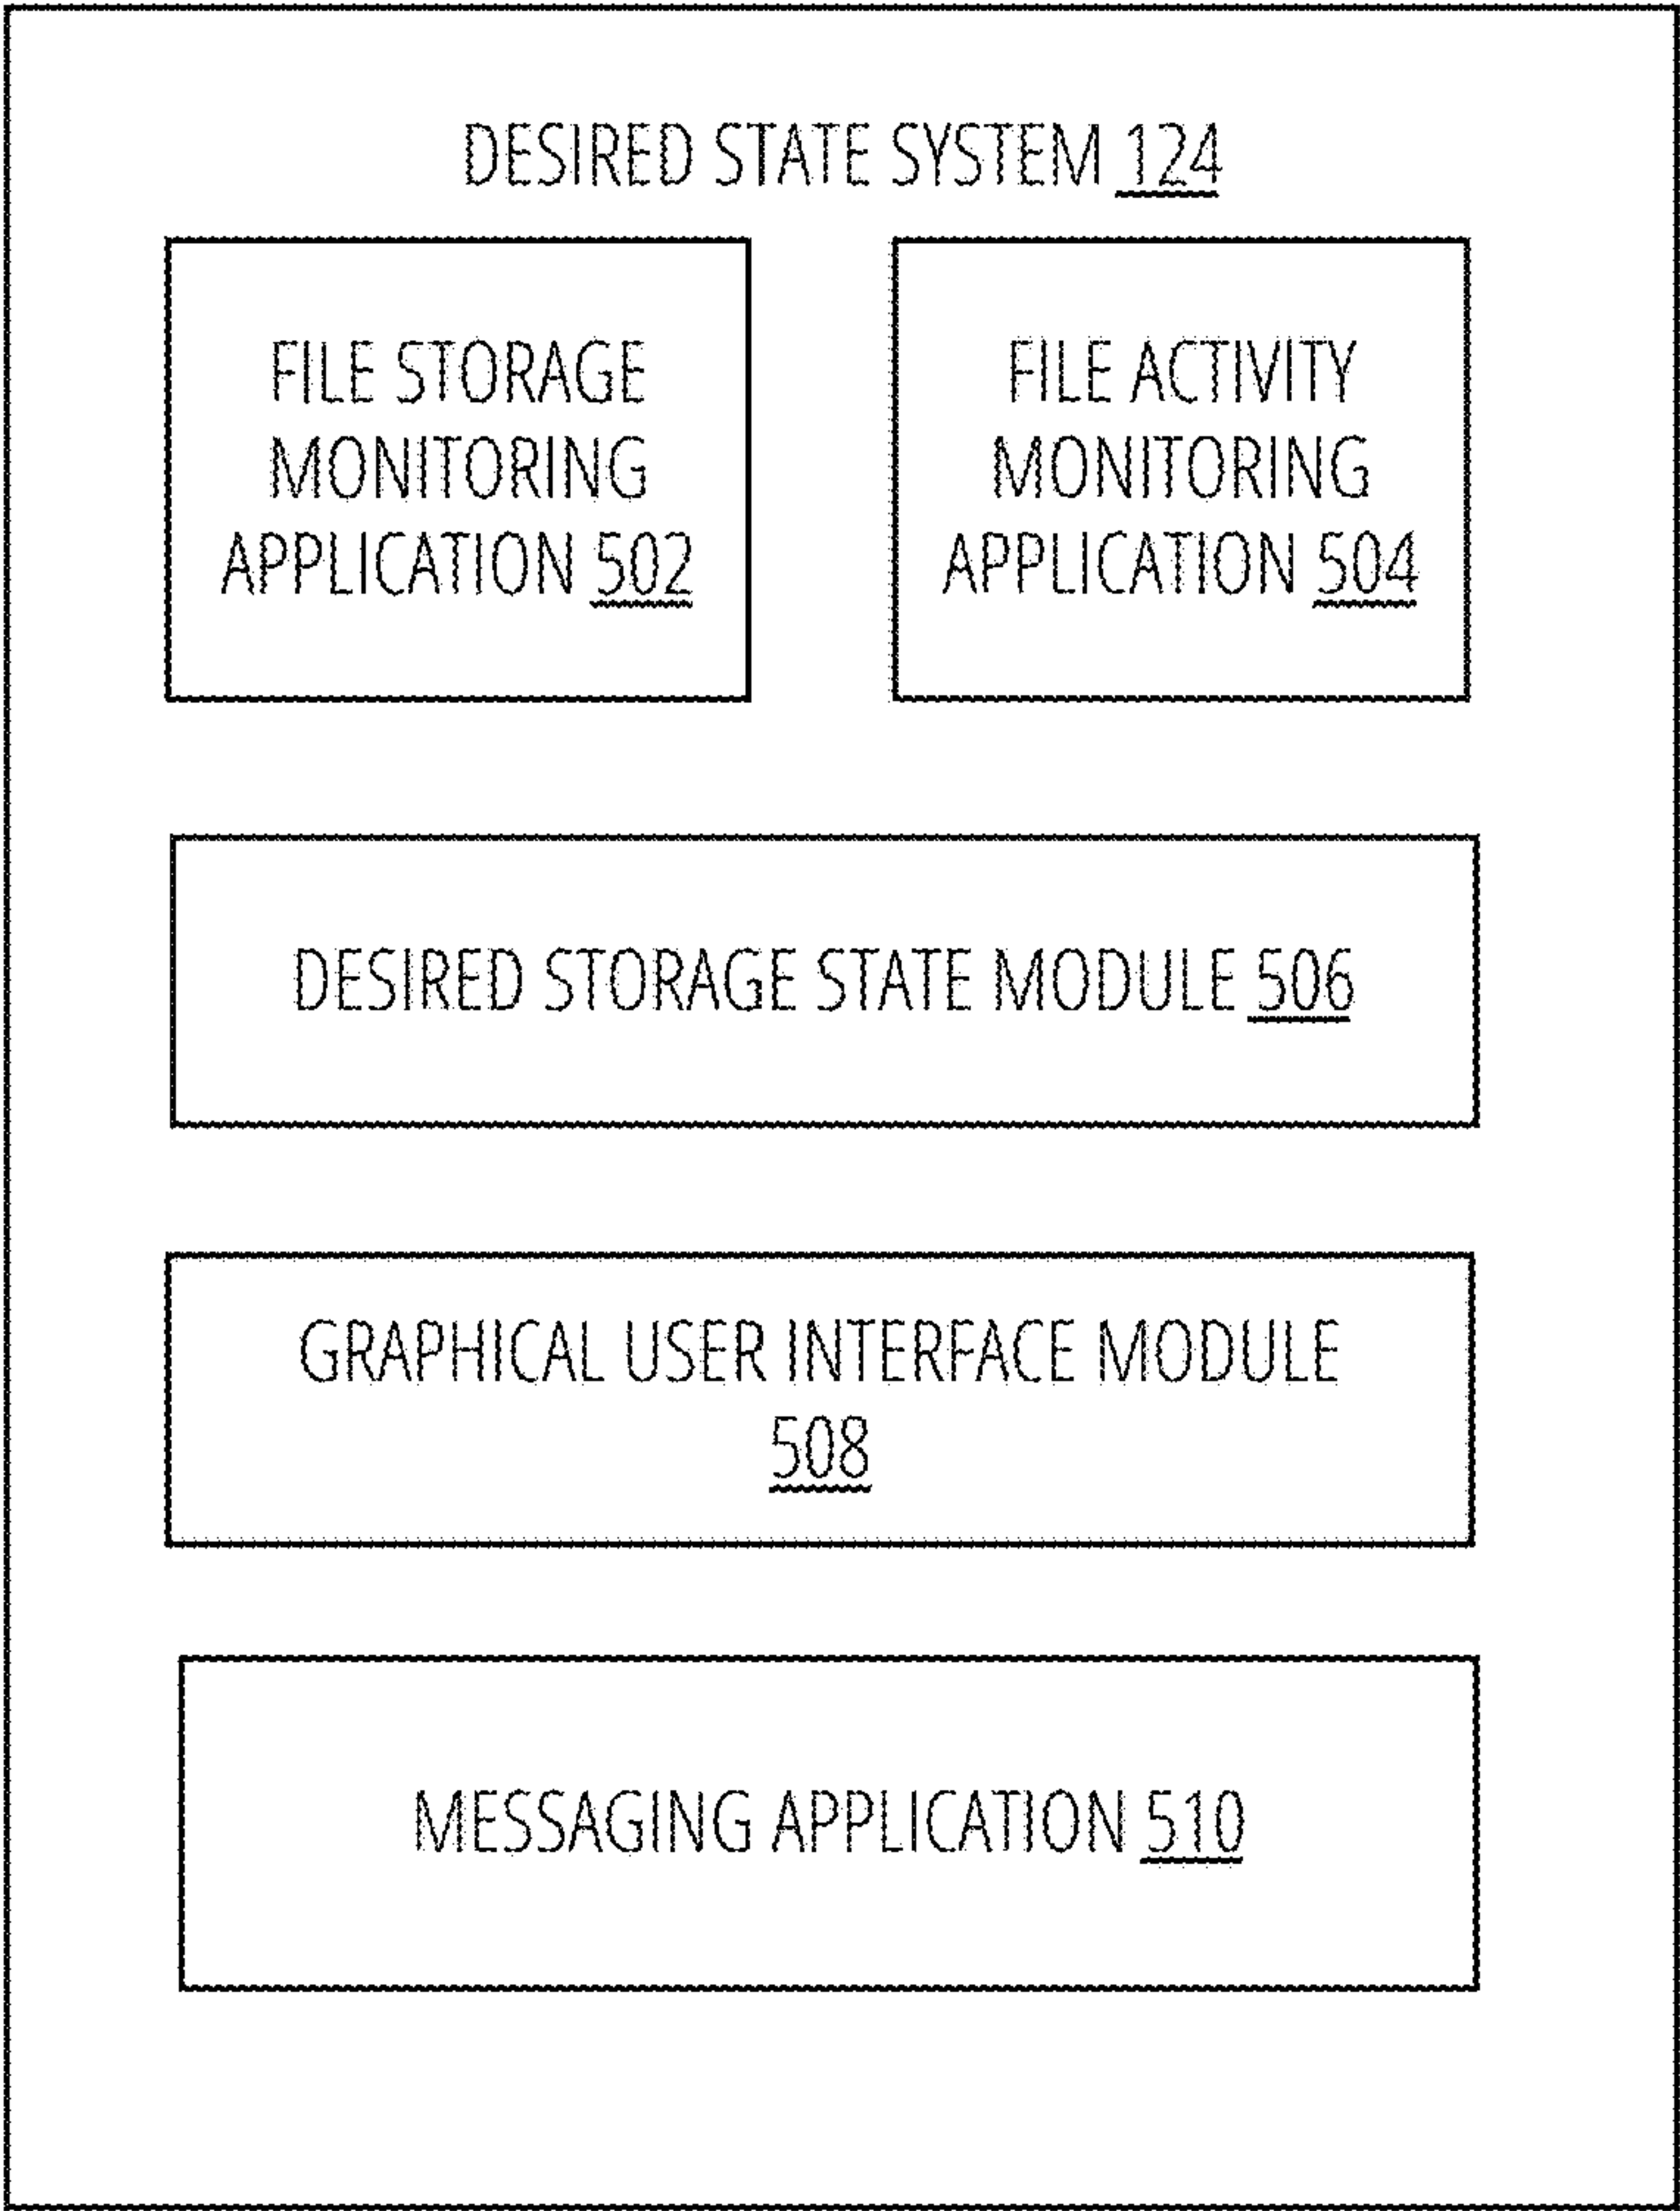 DESIRED STATE SYSTEM 124
FILE STORAGE
MONITORING
APPLICATION 502
FILE ACTIVITY
MONITORING
APPLICATION 504
DESIRED STORAGE STATE MODULE 506
GRAPHICAL USER INTERFACE MODULE
508
MESSAGING APPLICATION 510